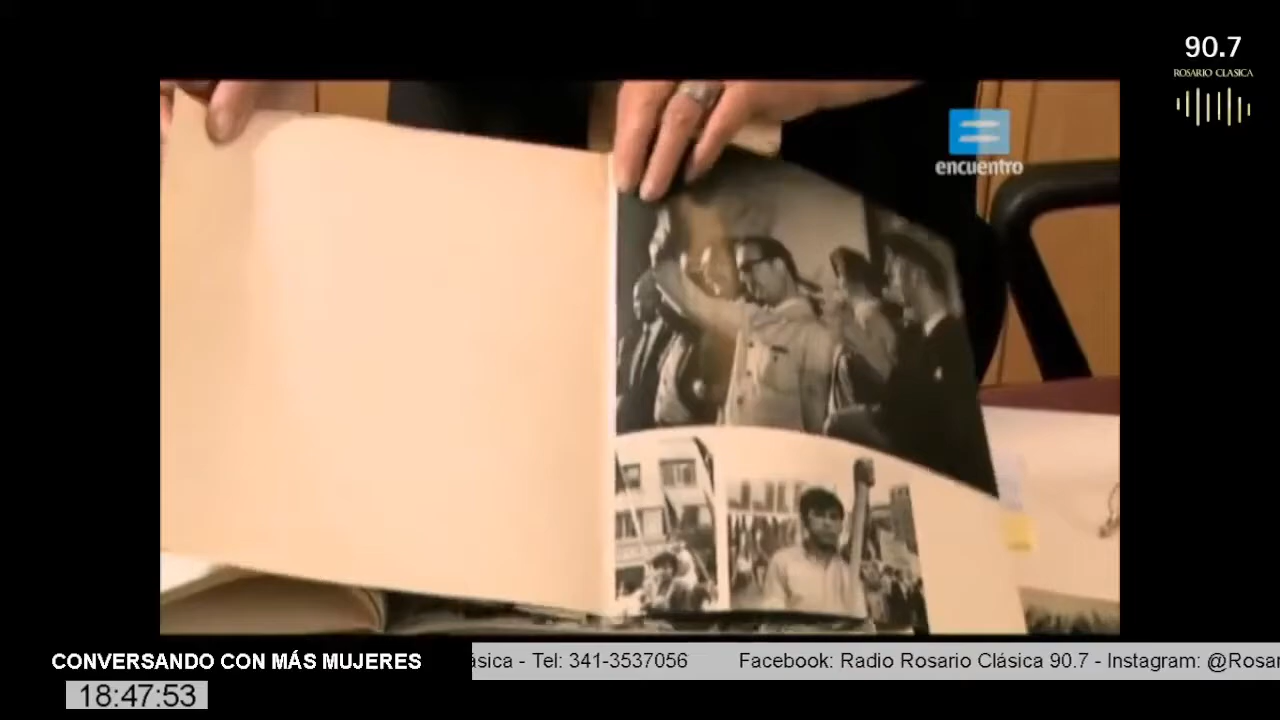 90.7
ROSARIO CLASICA
encuentro
CONVERSANDO CON MÁS MUJERES
ásica - Tel: 341-3537056 Facebook: Radio Rosario Clásica 90.7 - Instagram: @Rosar
18:47:53